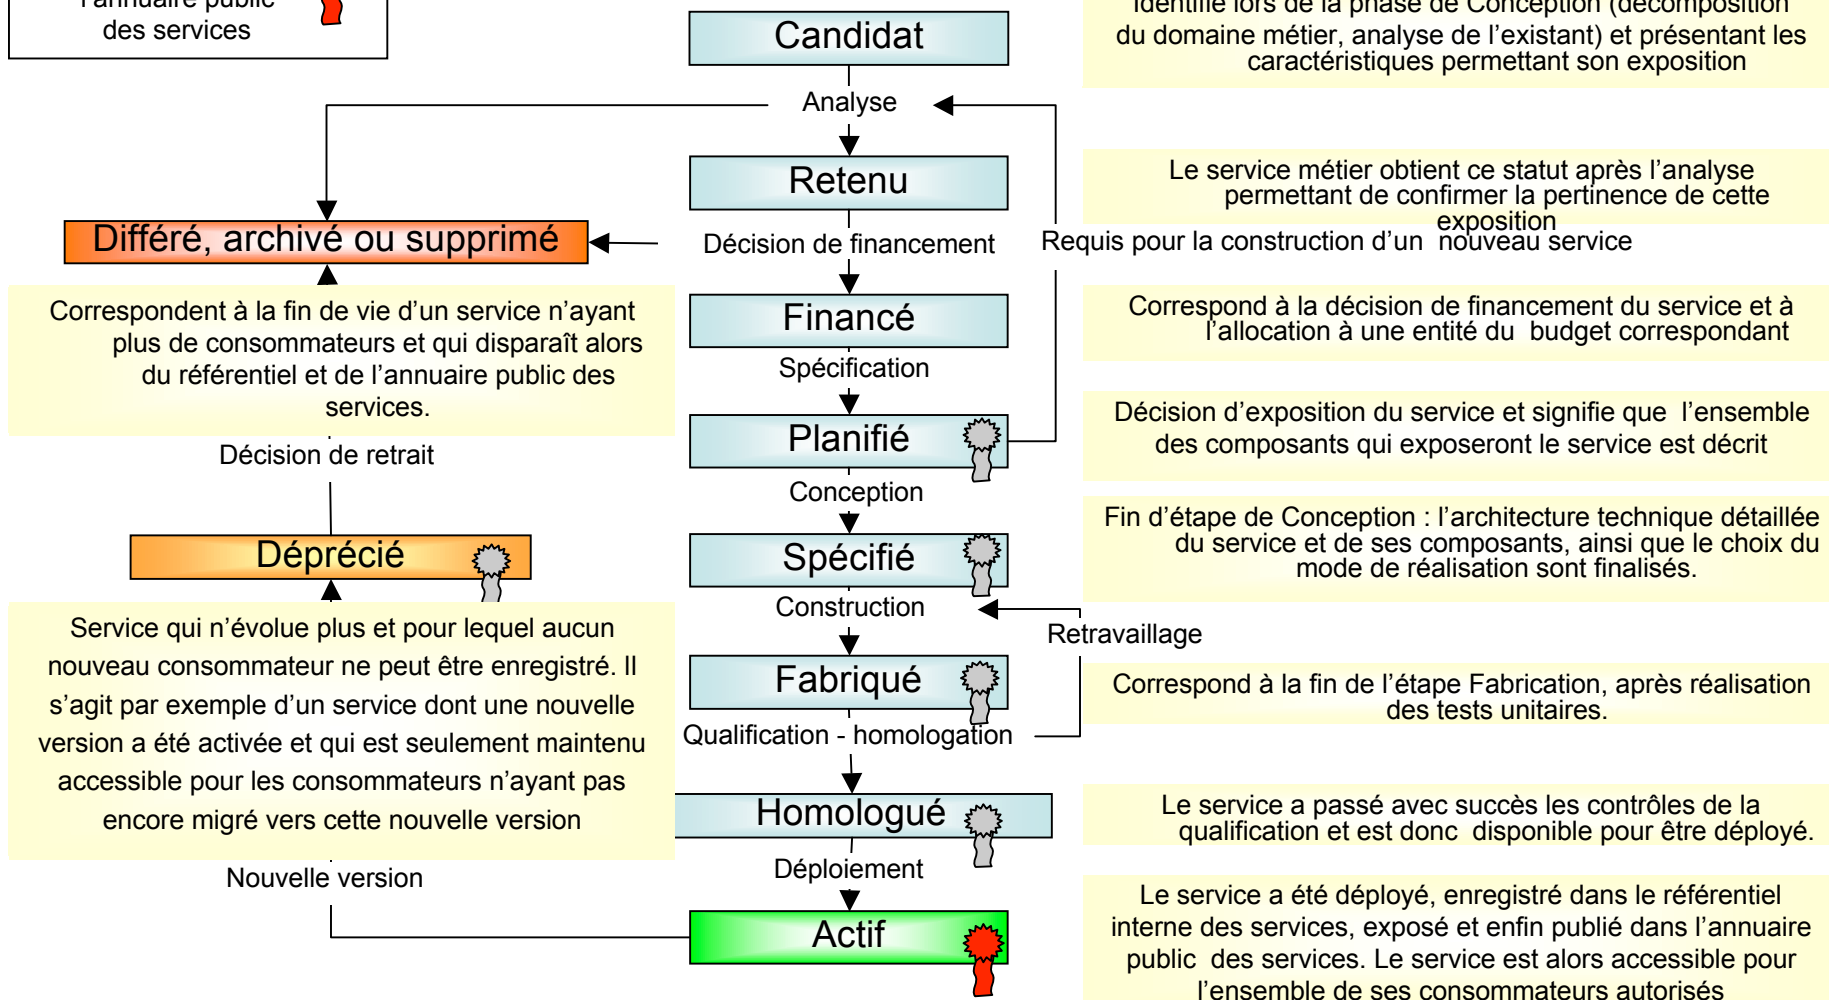 l'annuaire public
des services
Candidat
Identifié lors de la phase de Conception (décomposition
du domaine métier, analyse de l'existant) et présentant les
caractéristiques permettant son exposition
Analyse
Retenu
Le service métier obtient ce statut après l'analyse
permettant de confirmer la pertinence de cette
exposition
Différé, archivé ou supprimé
Décision de financement
Requis pour la construction d'un nouveau service
Correspondent à la fin de vie d'un service n'ayant
plus de consommateurs et qui disparaît alors
du référentiel et de l'annuaire public des
services.
Financé
Correspond à la décision de financement du service et à
l'allocation à une entité du budget correspondant
Spécification
Planifié
Décision d'exposition du service et signifie que l'ensemble
des composants qui exposeront le service est décrit
Décision de retrait
Conception
Déprécié
Spécifié
Fin d'étape de Conception : l'architecture technique détaillée
du service et de ses composants, ainsi que le choix du
mode de réalisation sont finalisés.
Construction
Retravaillage
Service qui n'évolue plus et pour lequel aucun
nouveau consommateur ne peut être enregistré. Il
s'agit par exemple d'un service dont une nouvelle
version a été activée et qui est seulement maintenu
accessible pour les consommateurs n'ayant pas
encore migré vers cette nouvelle version
Fabriqué
Correspond à la fin de l'étape Fabrication, après réalisation
des tests unitaires.
Qualification - homologation
Homologué
Le service a passé avec succès les contrôles de la
qualification et est donc disponible pour être déployé.
Nouvelle version
Déploiement
Actif
Le service a été déployé, enregistré dans le référentiel
interne des services, exposé et enfin publié dans l'annuaire
public des services. Le service est alors accessible pour
l'ensemble de ses consommateurs autorisés